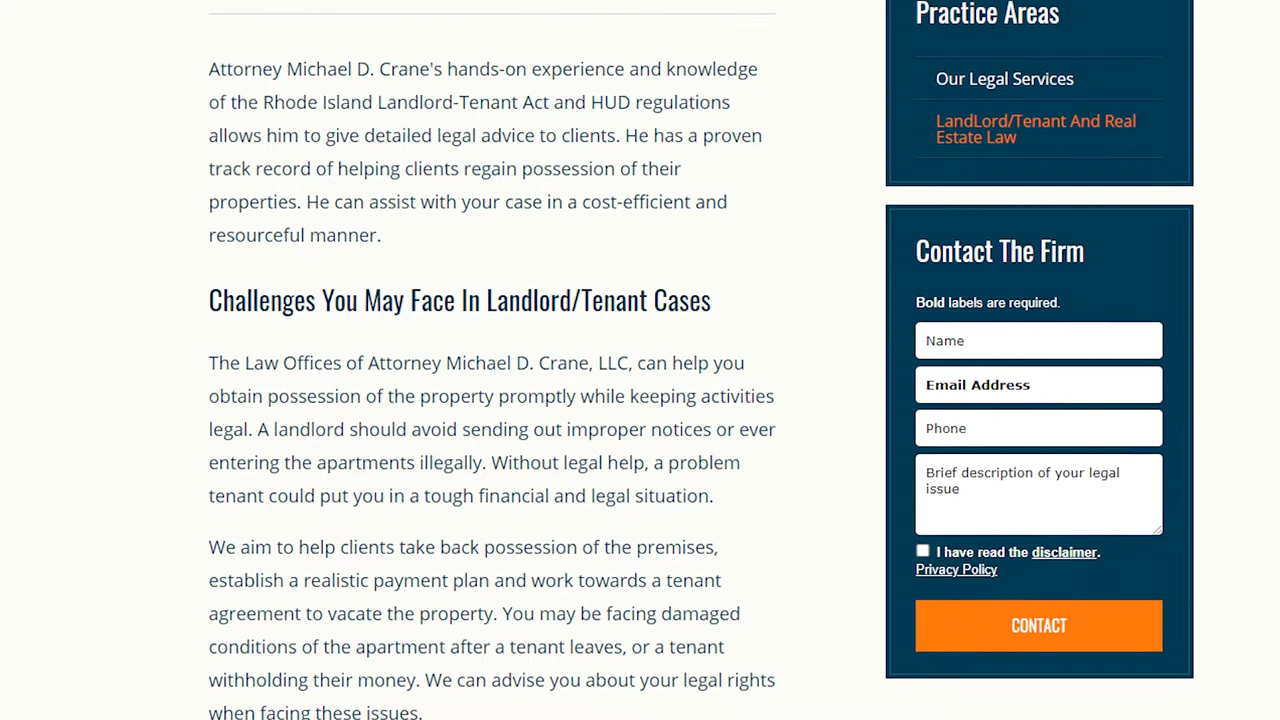 Attorney Michael D. Crane's hands-on experience and knowledge
of the Rhode Island Landlord-Tenant Act and HUD regulations
allows him to give detailed legal advice to clients. He has a proven
track record of helping clients regain possession of their
properties. He can assist with your case in a cost-efficient and
resourceful manner.
Challenges You May Face In Landlord/Tenant Cases
The Law Offices of Attorney Michael D. Crane, LLC, can help you
obtain possession of the property promptly while keeping activities
legal. A landlord should avoid sending out improper notices or ever
entering the apartments illegally. Without legal help, a problem
tenant could put you in a tough financial and legal situation.
We aim to help clients take back possession of the premises,
establish a realistic payment plan and work towards a tenant
agreement to vacate the property. You may be facing damaged
conditions of the apartment after a tenant leaves, or a tenant
withholding their money. We can advise you about your legal rights
when facing these issues.
Practice Areas
Our Legal Services
LandLord/Tenant And Real
Estate Law
Contact The Firm
Bold labels are required.
Name
Email Address
Phone
Brief description of your legal
issue
I have read the disclaimer.
Privacy Policy
CONTACT